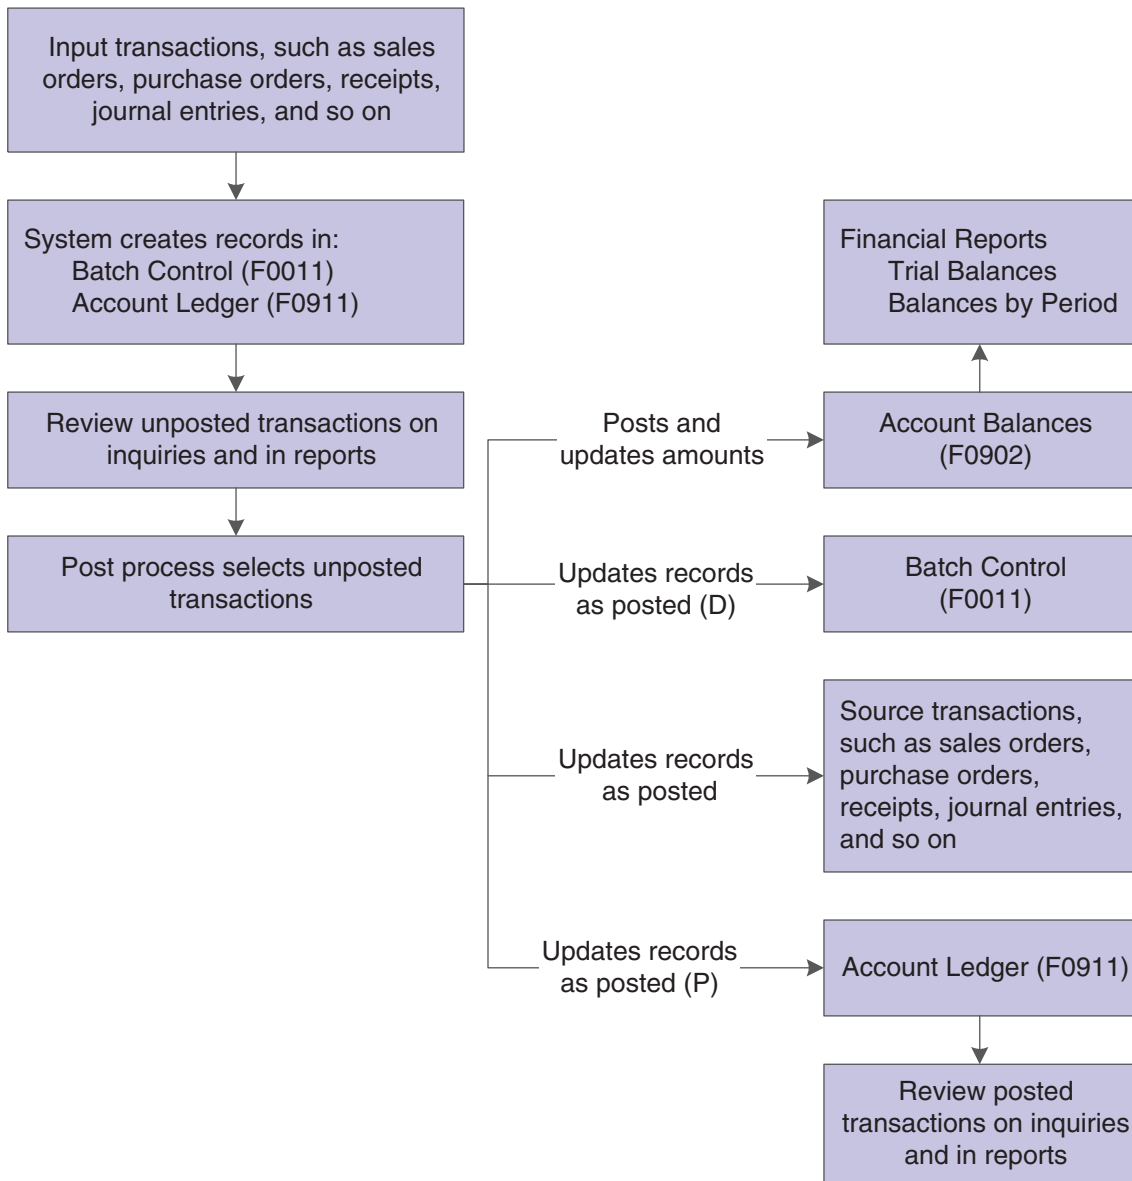 Input transactions, such as sales
orders, purchase orders, receipts,
journal entries, and so on
System creates records in:
Batch Control (F0011)
Account Ledger (F0911)
Review unposted transactions on
inquiries and in reports
Post process selects unposted
transactions
Financial Reports
Trial Balances
Balances by Period
Posts and
updates amounts
Account Balances
(F0902)
Updates records
as posted (D)
Batch Control
(F0011)
Updates records
as posted
Source transactions,
such as sales orders,
purchase orders,
receipts, journal entries,
and so on
Updates records
as posted (P)
Account Ledger (F0911)
Review posted
transactions on inquiries
and in reports